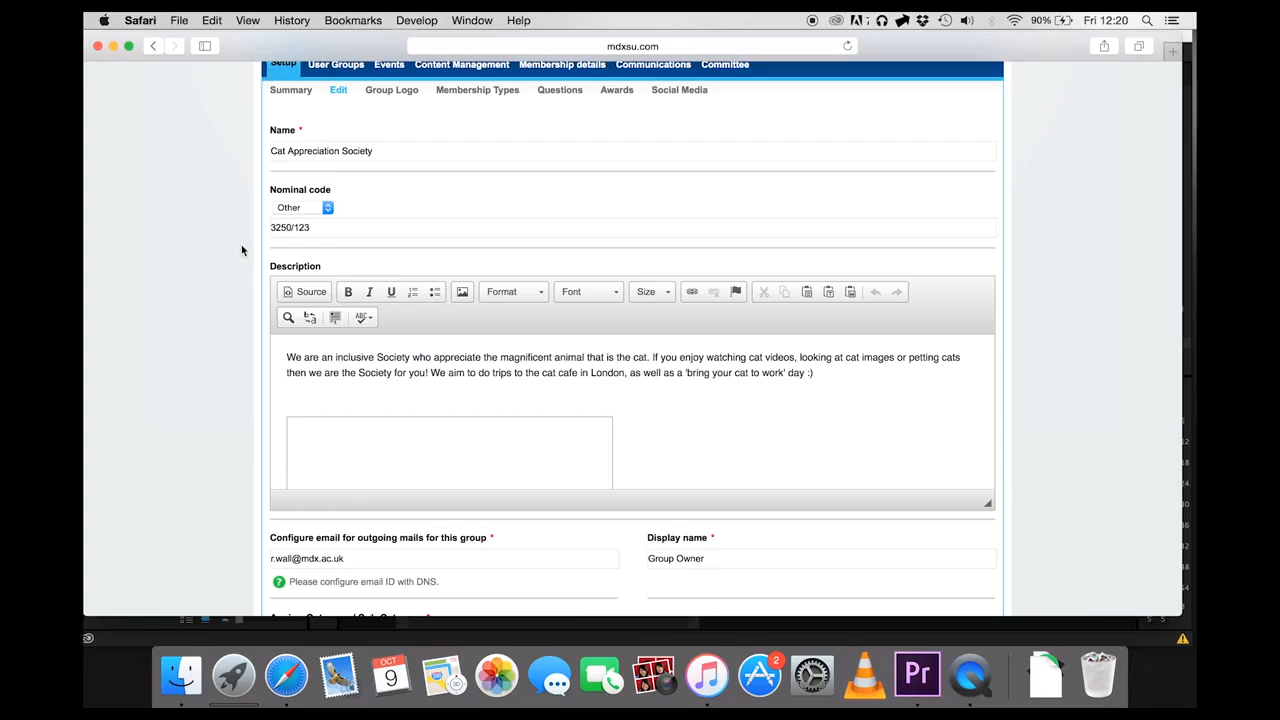 Safari File Edit View History Bookmarks Develop Window Help 7 90% Fri 12:20
mdxsu.com
Setup User Groups Events Content Management Membership details Communications Committee
Summary Edit Group Logo Membership Types Questions Awards Social Media
Name *
Cat Appreciation Society
Nominal code
Other
3250/123
Description
Source B I U Format Font Size
ABC
We are an inclusive Society who appreciate the magnificent animal that is the cat. If you enjoy watching cat videos, looking at cat images or petting cats
then we are the Society for you! We aim to do trips to the cat cafe in London, as well as a 'bring your cat to work' day :)
Configure email for outgoing mails for this group * Display name *
r.wall@mdx.ac.uk Group Owner
? Please configure email ID with DNS.
OCT
9
2
Pr